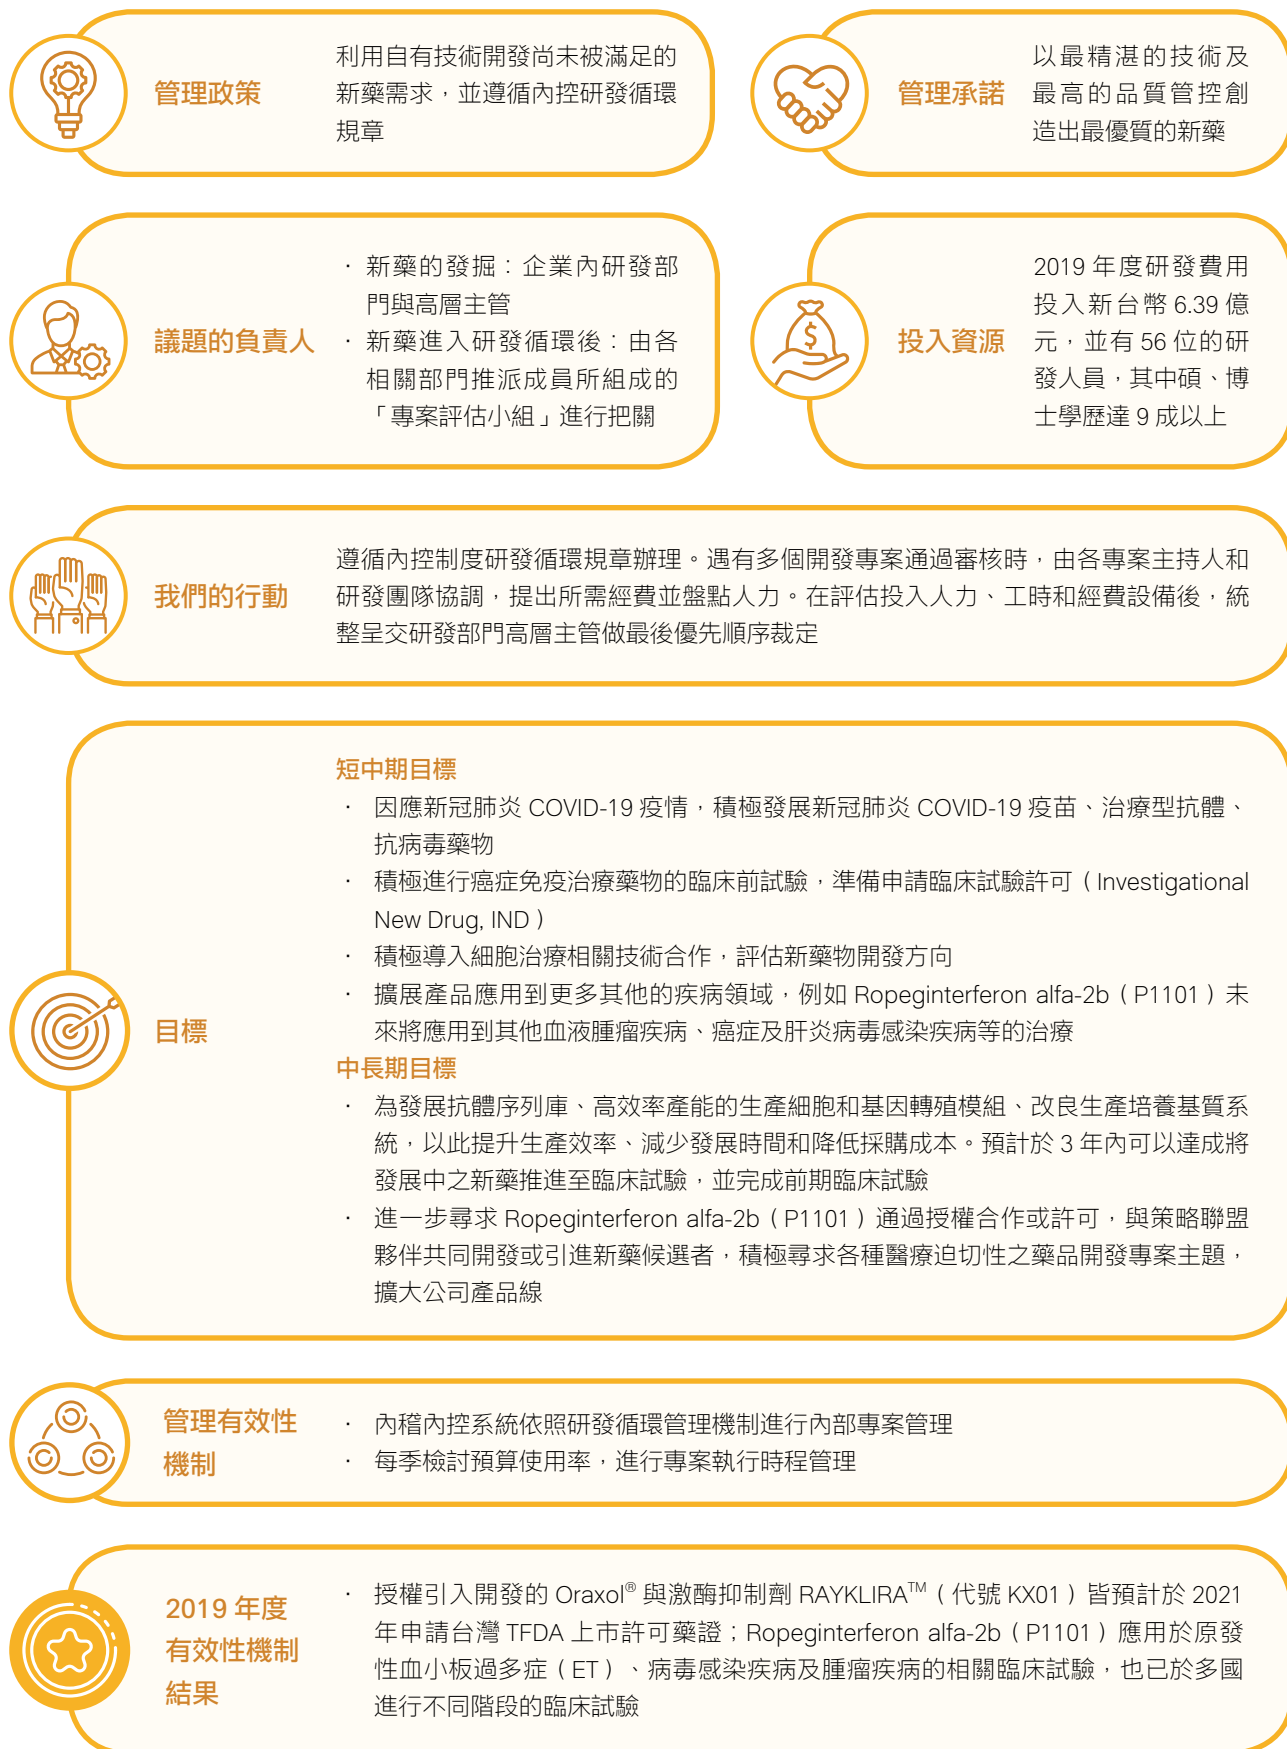 管理政策
利用自有技術開發尚未被滿足的
新藥需求，並遵循內控研發循環
規章
管理承諾
以最精湛的技術及
最高的品質管控創
造出最優質的新藥
議題的負責人
· 新藥的發掘：企業內研發部
門與高層主管
· 新藥進入研發循環後：由各
相關部門推派成員所組成的
「專案評估小組」進行把關
投入資源
2019 年度研發費用
投入新台幣 6.39 億
元，並有 56 位的研
發人員，其中碩、博
士學歷達 9 成以上
我們的行動
遵循內控制度研發循環規章辦理。遇有多個開發專案通過審核時，由各專案主持人和
研發團隊協調，提出所需經費並盤點人力。在評估投入人力、工時和經費設備後，統
整呈交研發部門高層主管做最後優先順序裁定
目標
短中期目標
· 因應新冠肺炎 COVID-19 疫情，積極發展新冠肺炎 COVID-19 疫苗、治療型抗體、
抗病毒藥物
· 積極進行癌症免疫治療藥物的臨床前試驗，準備申請臨床試驗許可（Investigational
New Drug, IND）
· 積極導入細胞治療相關技術合作，評估新藥物開發方向
· 擴展產品應用到更多其他的疾病領域，例如 Ropeginterferon alfa-2b（P1101）未
來將應用到其他血液腫瘤疾病、癌症及肝炎病毒感染疾病等的治療
中長期目標
· 為發展抗體序列庫、高效率產能的生產細胞和基因轉殖模組、改良生產培養基質系
統，以此提升生產效率、減少發展時間和降低採購成本。預計於 3 年內可以達成將
發展中之新藥推進至臨床試驗，並完成前期臨床試驗
· 進一步尋求 Ropeginterferon alfa-2b（P1101）通過授權合作或許可，與策略聯盟
夥伴共同開發或引進新藥候選者，積極尋求各種醫療迫切性之藥品開發專案主題，
擴大公司產品線
管理有效性
機制
· 內稽內控系統依照研發循環管理機制進行內部專案管理
· 每季檢討預算使用率，進行專案執行時程管理
2019 年度
有效性機制
結果
· 授權引入開發的 Oraxol® 與激酶抑制劑 RAYKLIRA™（代號 KX01）皆預計於 2021
年申請台灣 TFDA 上市許可藥證；Ropeginterferon alfa-2b（P1101）應用於原發
性血小板過多症（ET）、病毒感染疾病及腫瘤疾病的相關臨床試驗，也已於多國
進行不同階段的臨床試驗